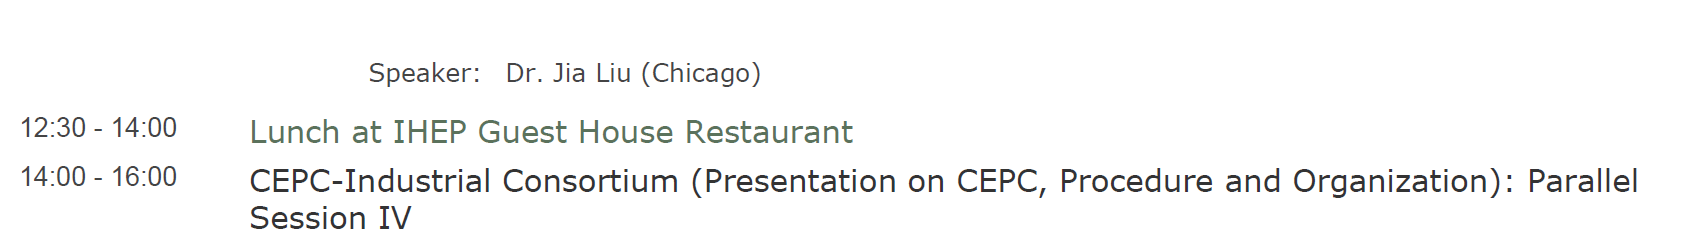 Speaker: Dr. Jia Liu (Chicago)
12:30 - 14:00 Lunch at IHEP Guest House Restaurant
14:00 - 16:00 CEPC-Industrial Consortium (Presentation on CEPC, Procedure and Organization): Parallel
Session IV